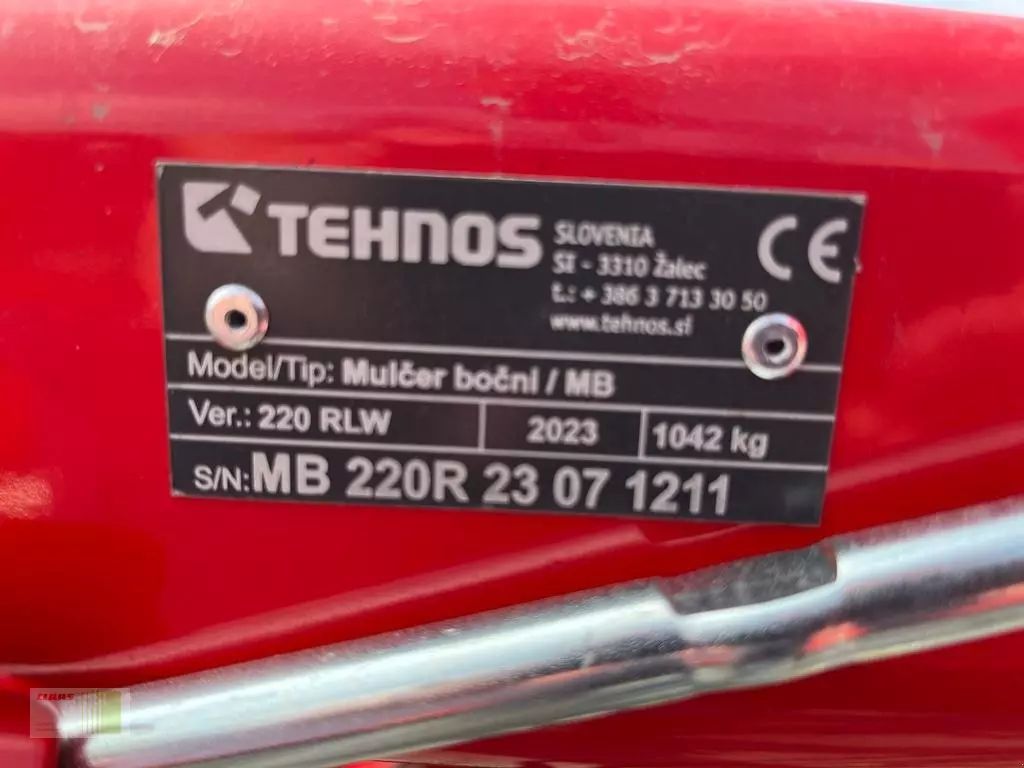 TEHNOS
SLOVENIA
SI - 3310 Žalec
t.: + 386 3 713 30 50
www.tehnos.si
CE
Model/Tip: Mulčer bočni / MB
Ver.: 220 RLW 2023 1042 kg
S/N: MB 220R 23 07 1211
CLAAS